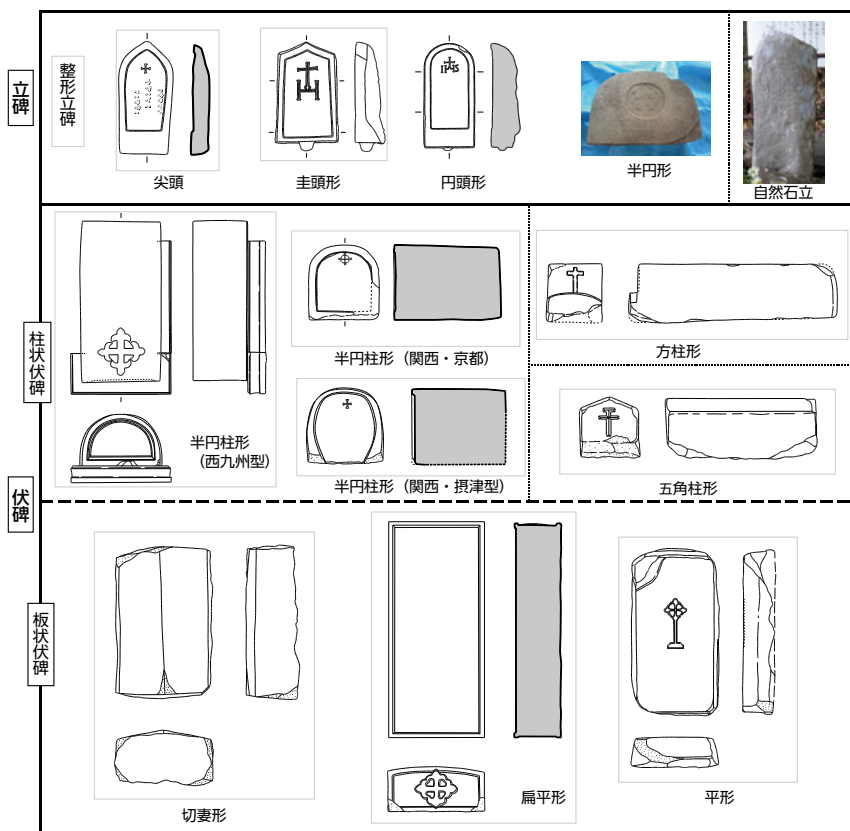 立碑
整形立碑
尖頭
圭頭形
IHS
円頭形
半円形
自然石立
柱状伏碑
半円柱形
(西九州型)
半円柱形(関西・京都)
半円柱形(関西・摂津型)
方柱形
五角柱形
伏碑
板状伏碑
切妻形
扁平形
平形